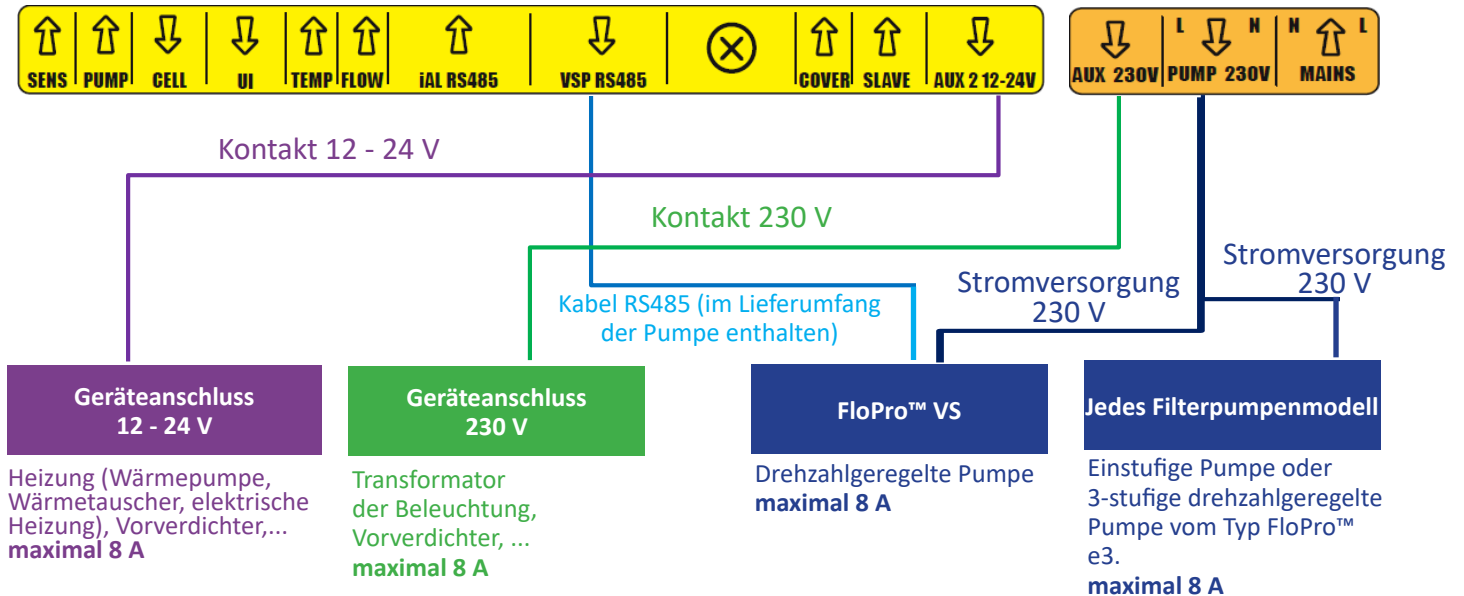 SENS PUMP CELL UI TEMP FLOW iAL RS485 VSP RS485 COVER SLAVE AUX 2 12-24V
L N N L
AUX 230V PUMP 230V MAINS
Kontakt 12 - 24 V
Kontakt 230 V
Kabel RS485 (im Lieferumfang
der Pumpe enthalten)
Stromversorgung
230 V
Stromversorgung
230 V
Geräteanschluss
12 - 24 V
Heizung (Wärmepumpe,
Wärmetauscher, elektrische
Heizung), Vorverdichter,...
maximal 8 A
Geräteanschluss
230 V
Transformator
der Beleuchtung,
Vorverdichter, ...
maximal 8 A
FloPro™ VS
Drehzahlgeregelte Pumpe
maximal 8 A
Jedes Filterpumpenmodell
Einstufige Pumpe oder
3-stufige drehzahlgeregelte
Pumpe vom Typ FloPro™
e3.
maximal 8 A